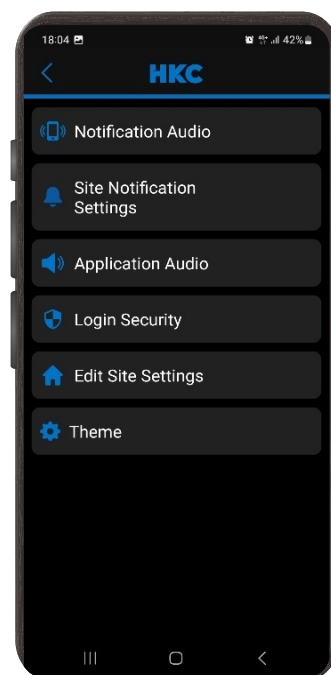 18:04
42%
HKC
Notification Audio
Site Notification
Settings
Application Audio
Login Security
Edit Site Settings
Theme